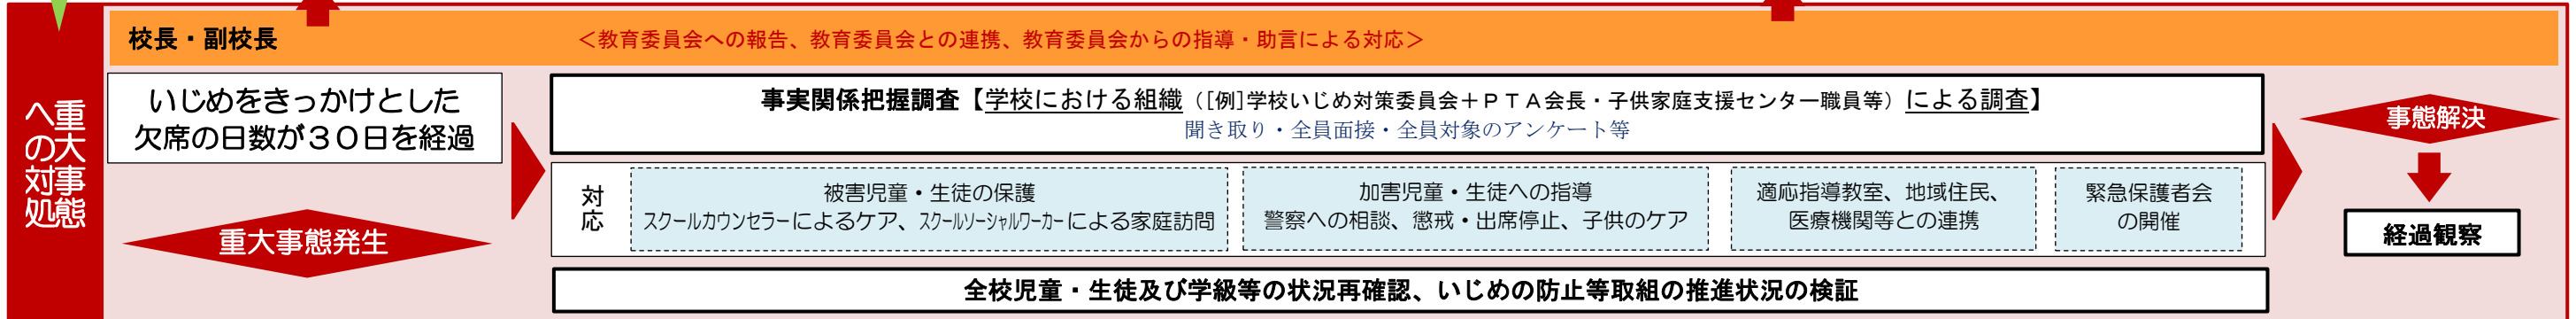 重大事態
への対処
校長・副校長
＜教育委員会への報告、教育委員会との連携、教育委員会からの指導・助言による対応＞
いじめをきっかけとした
欠席の日数が３０日を経過
重大事態発生
事実関係把握調査【学校における組織（［例］学校いじめ対策委員会＋ＰＴＡ会長・子供家庭支援センター職員等）による調査】
聞き取り・全員面接・全員対象のアンケート等
対応
被害児童・生徒の保護
スクールカウンセラーによるケア、ｽｸｰﾙｿｰｼｬﾙﾜｰｶｰによる家庭訪問
加害児童・生徒への指導
警察への相談、懲戒・出席停止、子供のケア
適応指導教室、地域住民、
医療機関等との連携
緊急保護者会
の開催
全校児童・生徒及び学級等の状況再確認、いじめの防止等取組の推進状況の検証
事態解決
経過観察